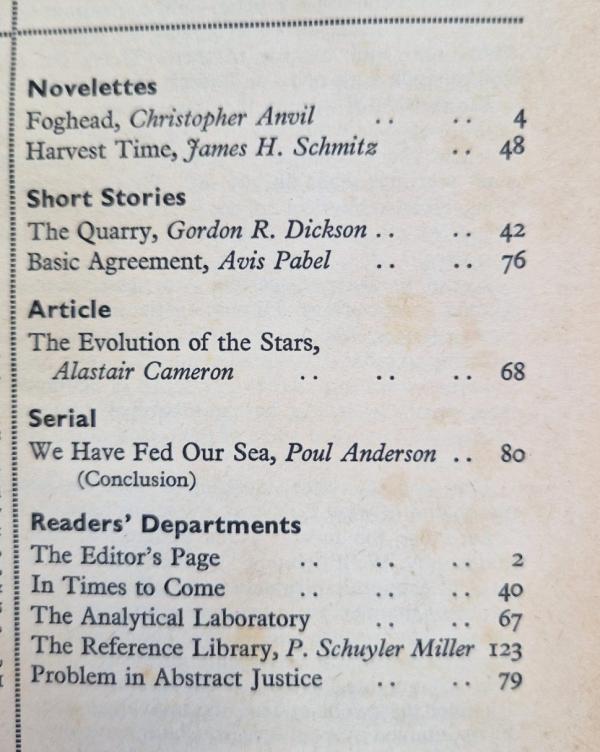 Novelettes
Foghead, Christopher Anvil .. .. 4
Harvest Time, James H. Schmitz .. 48
Short Stories
The Quarry, Gordon R. Dickson .. .. 42
Basic Agreement, Avis Pabel .. .. 76
Article
The Evolution of the Stars,
Alastair Cameron .. .. .. 68
Serial
We Have Fed Our Sea, Poul Anderson .. 80
(Conclusion)
Readers' Departments
The Editor's Page .. .. .. 2
In Times to Come .. .. .. 40
The Analytical Laboratory .. .. 67
The Reference Library, P. Schuyler Miller 123
Problem in Abstract Justice .. .. 79